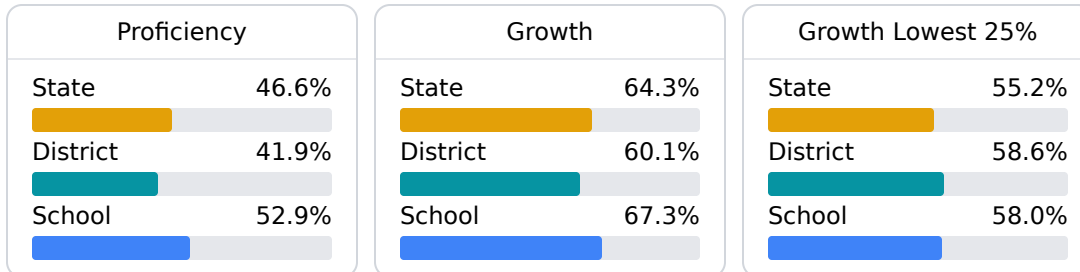 Proficiency
State 46.6%
District 41.9%
School 52.9%
Growth
State 64.3%
District 60.1%
School 67.3%
Growth Lowest 25%
State 55.2%
District 58.6%
School 58.0%